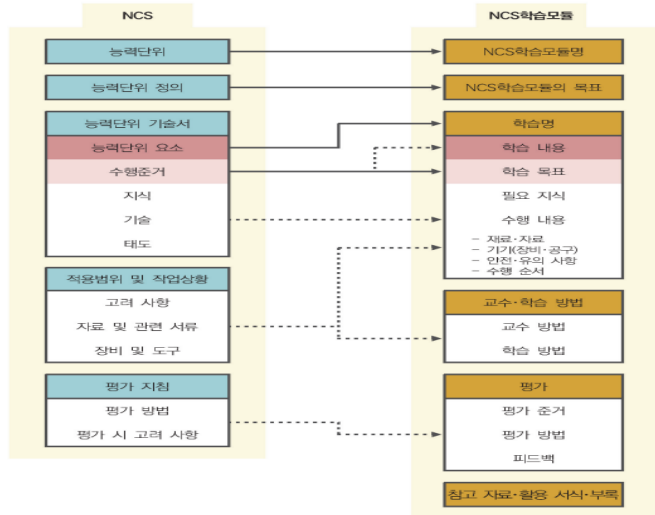 NCS
능력단위
능력단위 정의
능력단위 기술서
능력단위 요소
수행준거
지식
기술
태도
적용범위 및 작업상황
고려 사항
자료 및 관련 서류
장비 및 도구
평가 지침
평가 방법
평가 시 고려 사항
NCS학습모듈
NCS학습모듈명
NCS학습모듈의 목표
학습명
학습 내용
학습 목표
필요 지식
수행 내용
- 재료·자료
- 기기(장비·공구)
- 안전·유의 사항
- 수행 순서
교수·학습 방법
교수 방법
학습 방법
평가
평가 준거
평가 방법
피드백
참고 자료·활용 서식·부록